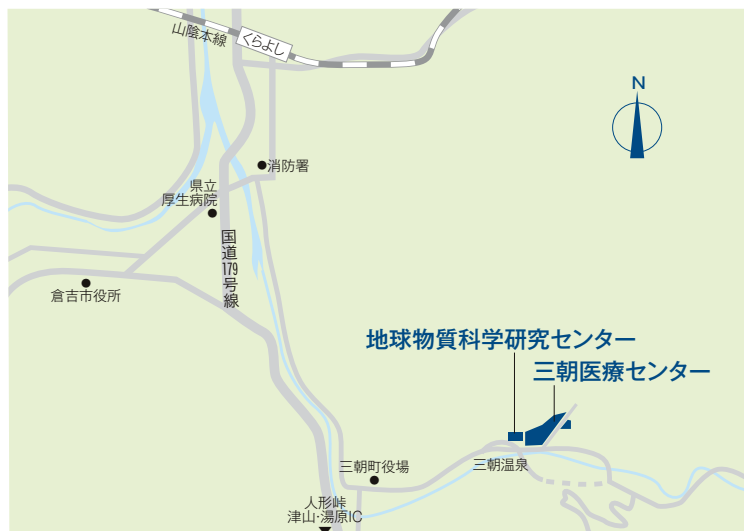 山陰本線
くらよし
N
消防署
県立
厚生病院
国道179号線
倉吉市役所
地球物質科学研究センター
三朝医療センター
三朝町役場
三朝温泉
人形峠
津山・湯原IC